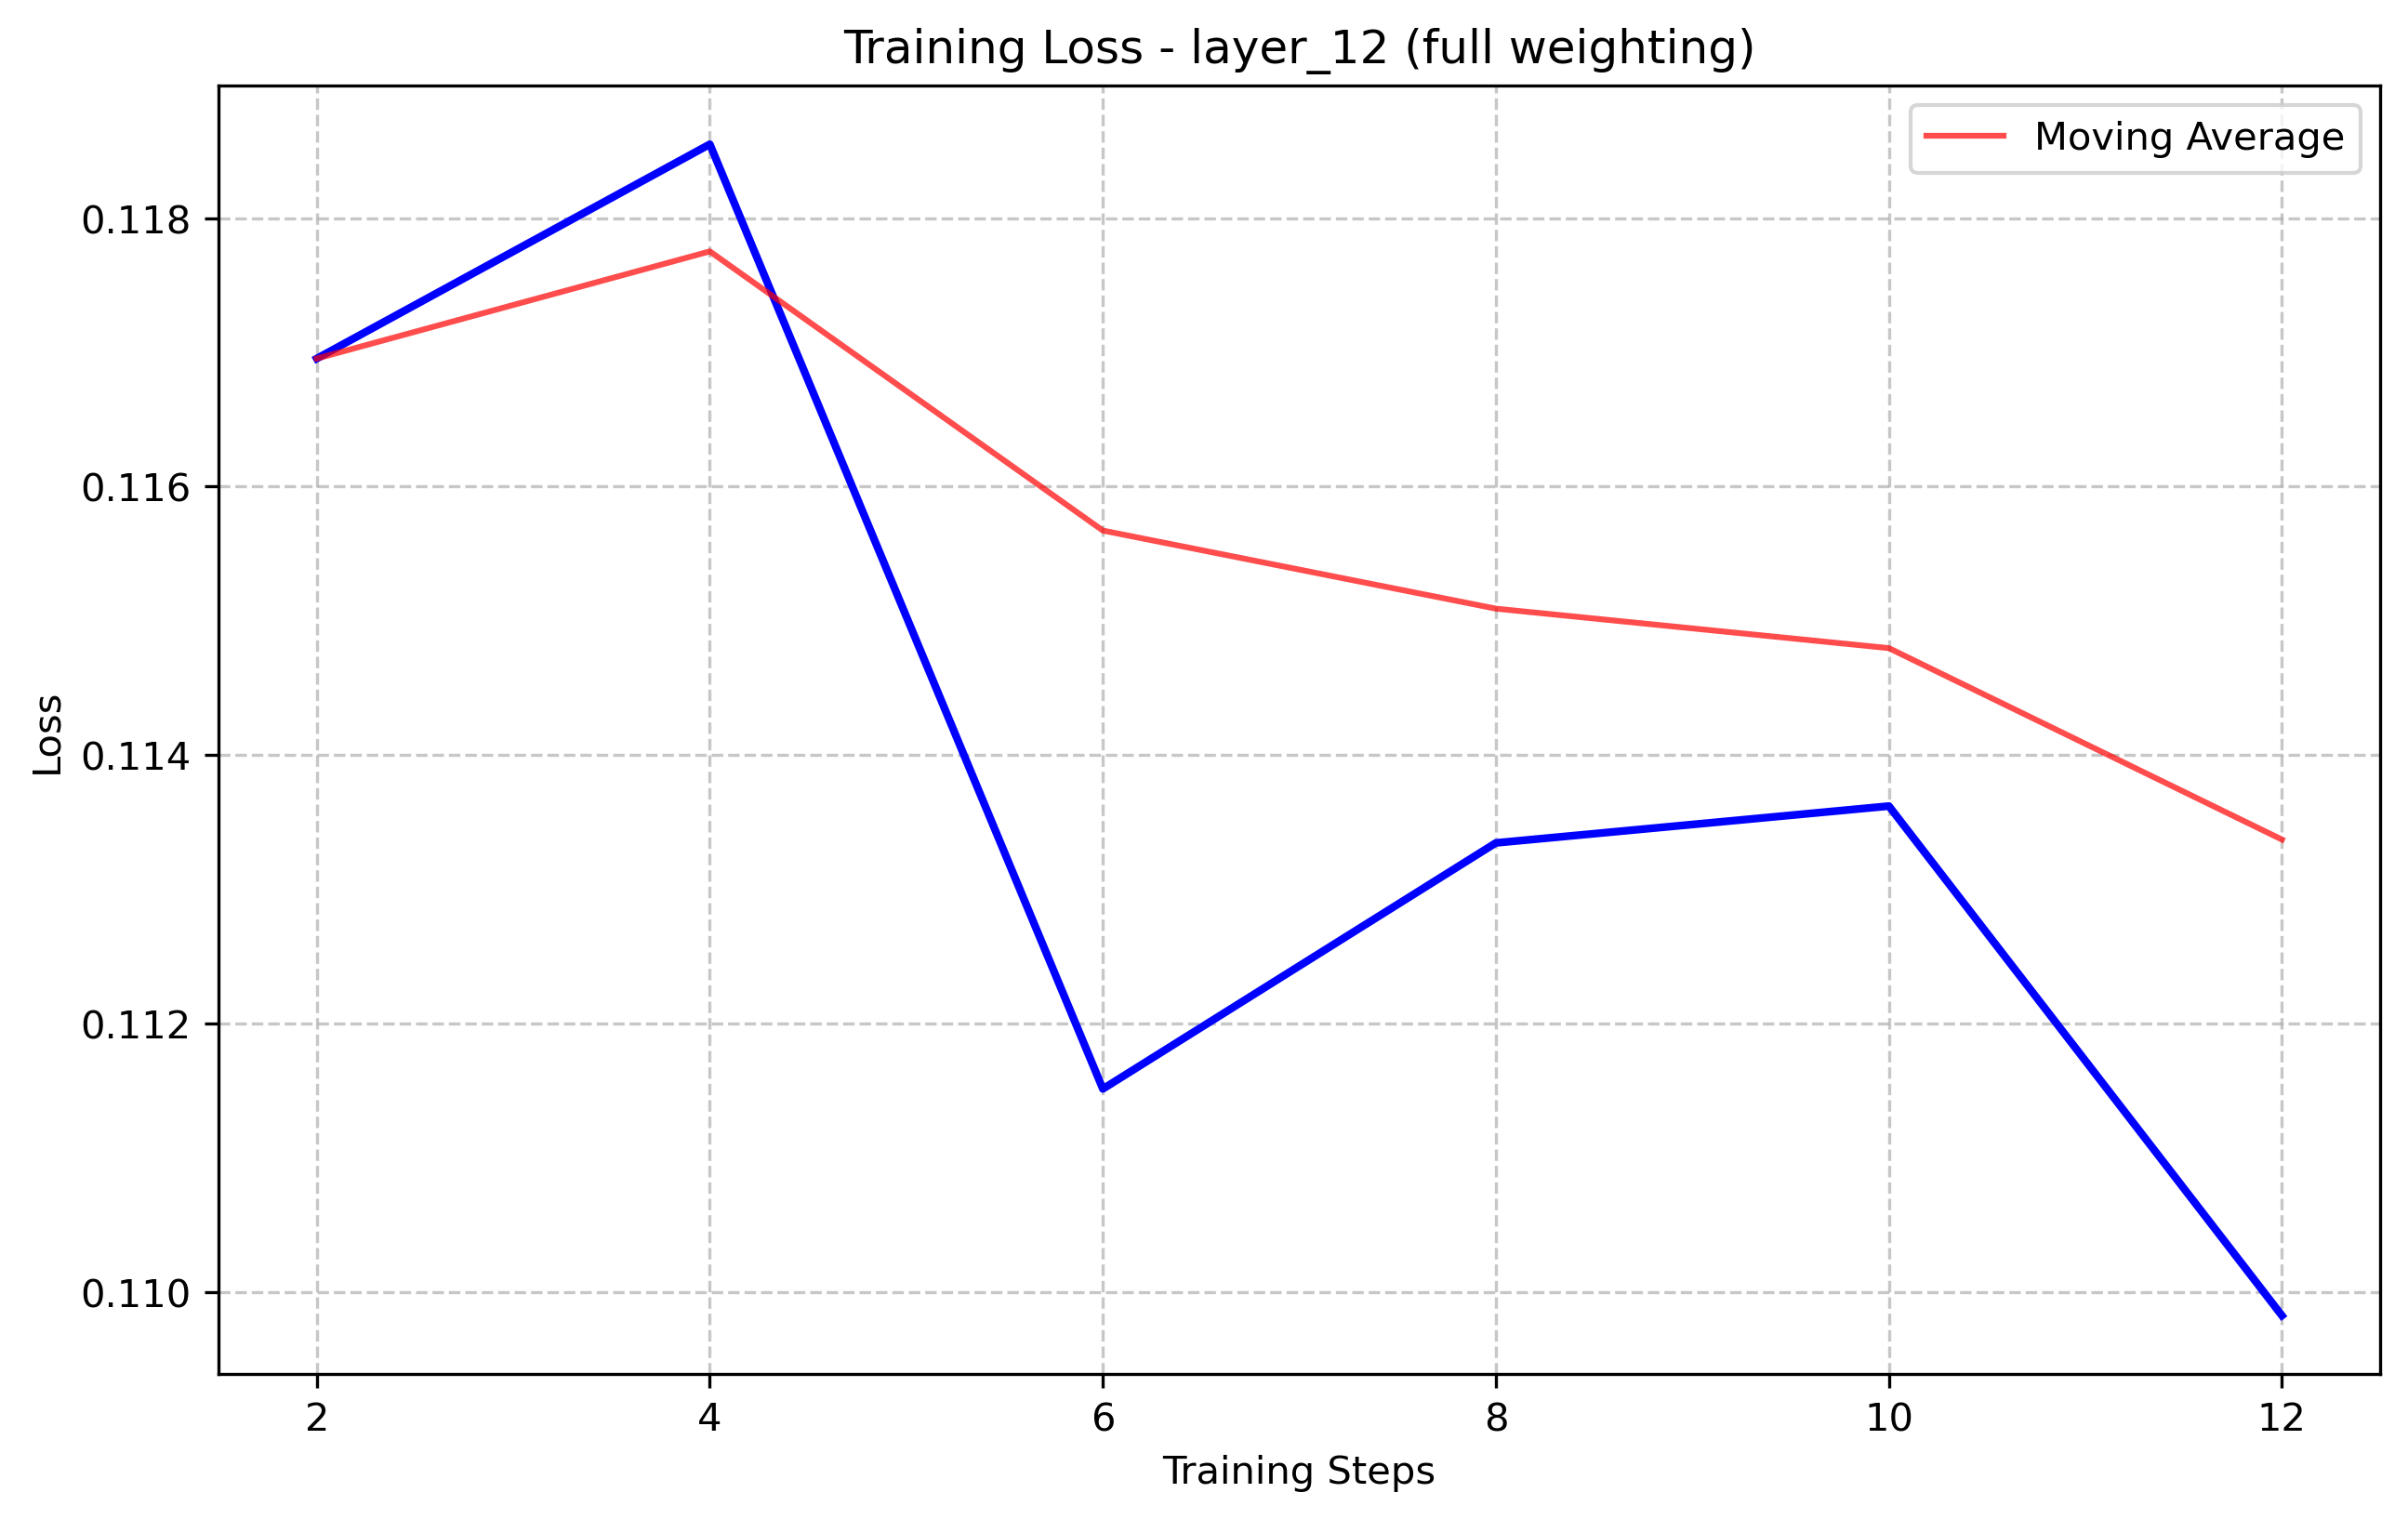 Training Loss - layer_12 (full weighting)
Moving Average
0.118
0.116
0.114
0.112
0.110
Loss
2 4 6 8 10 12
Training Steps